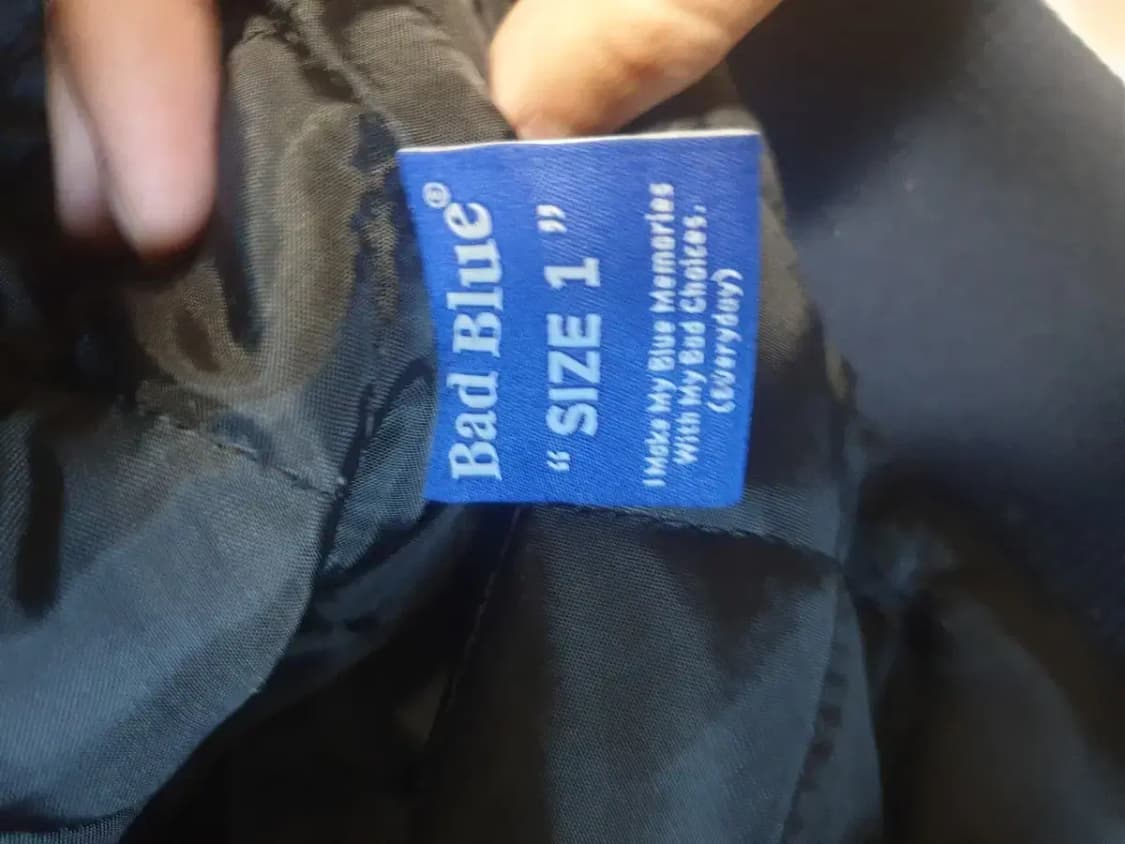 Bad Blue®
“ SIZE 1 ”
I Make My Blue Memories
With My Bad Choices.
(Everyday)